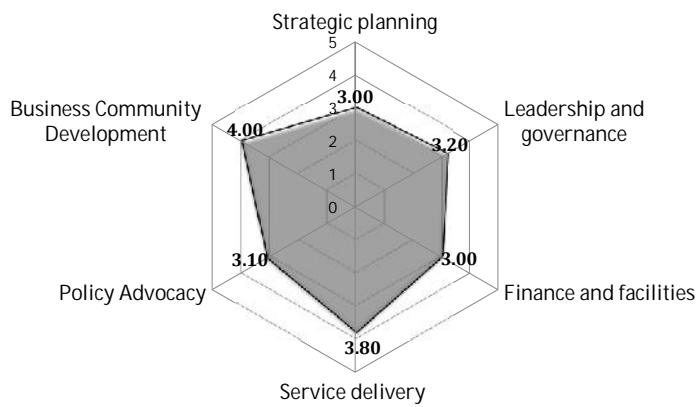 Strategic planning
5
4
3.00
3
Business Community
Development
4.00
Leadership and
governance
3.20
2
1
0
3.10
3.00
Policy Advocacy
Finance and facilities
3.80
Service delivery